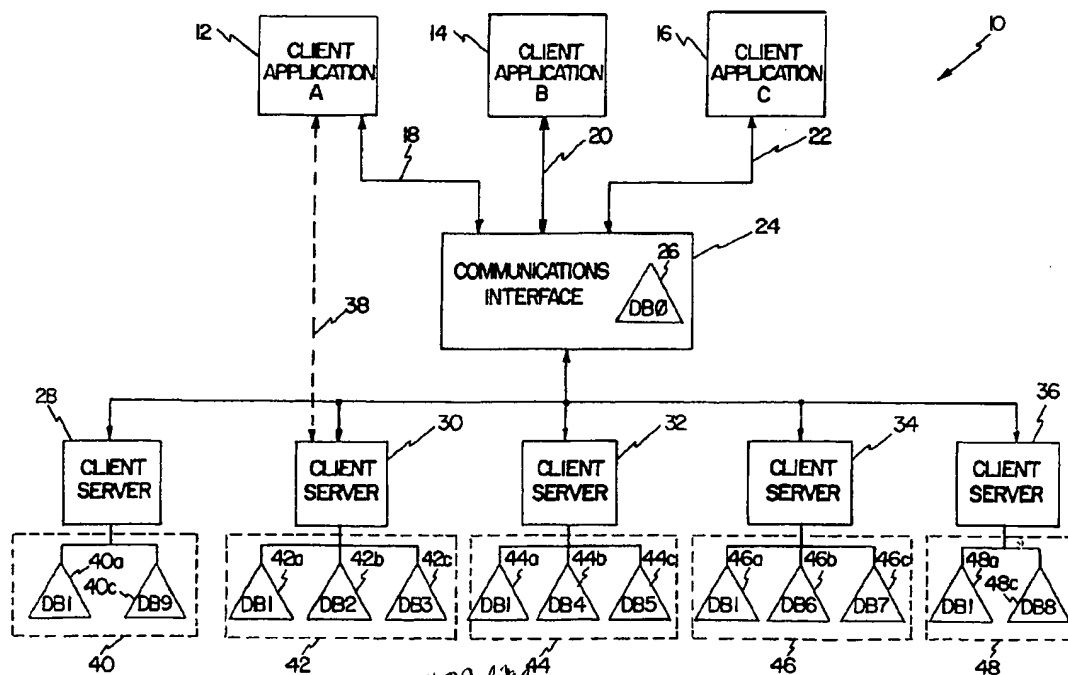 12
CLIENT
APPLICATION
A
14
CLIENT
APPLICATION
B
16
CLIENT
APPLICATION
C
10
18
20
22
24
COMMUNICATIONS
INTERFACE
26
DBØ
38
28
CLIENT
SERVER
30
CLIENT
SERVER
32
CLIENT
SERVER
34
CLIENT
SERVER
36
CLIENT
SERVER
40a
40c
DB1
DB9
42a
42b
42c
DB1
DB2
DB3
44a
44b
44c
DB1
DB4
DB5
46a
46b
46c
DB1
DB6
DB7
48a
48c
DB1
DB8
40
42
44
46
48